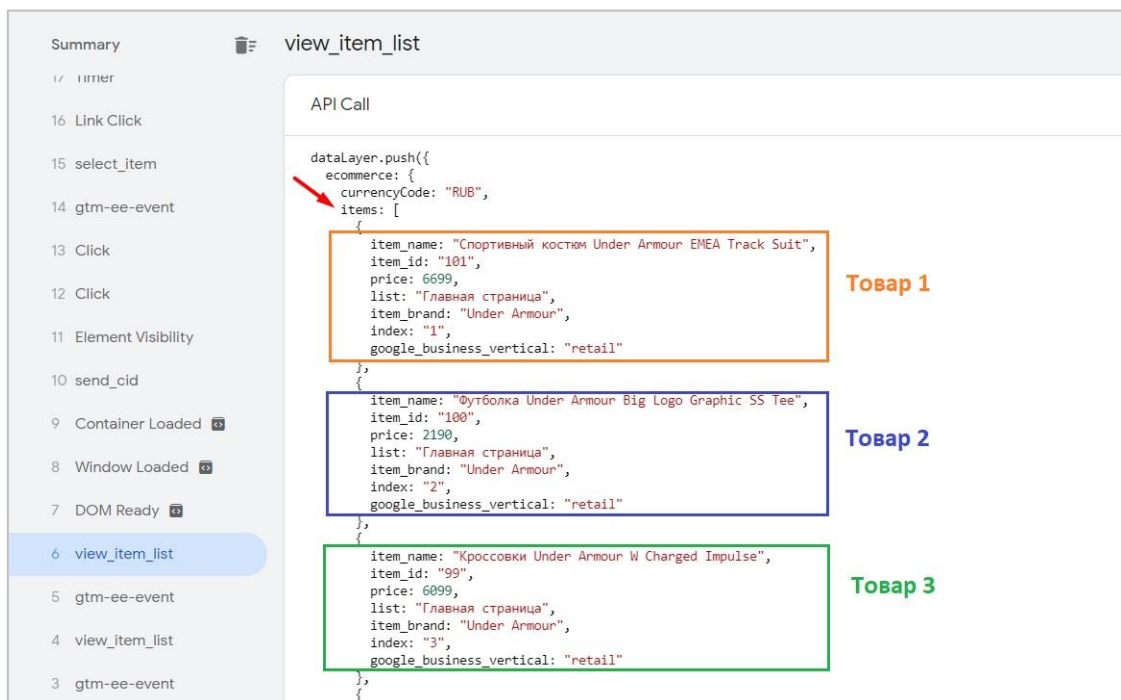 Summary
view_item_list
17 Timer
16 Link Click
15 select_item
14 gtm-ee-event
13 Click
12 Click
11 Element Visibility
10 send_cid
9 Container Loaded
8 Window Loaded
7 DOM Ready
6 view_item_list
5 gtm-ee-event
4 view_item_list
3 gtm-ee-event
API Call
dataLayer.push({
ecommerce: {
currencyCode: "RUB",
items: [
{
item_name: "Спортивный костюм Under Armour EMEA Track Suit",
item_id: "101",
price: 6699,
list: "Главная страница",
item_brand: "Under Armour",
index: "1",
google_business_vertical: "retail"
},
{
item_name: "Футболка Under Armour Big Logo Graphic SS Tee",
item_id: "100",
price: 2190,
list: "Главная страница",
item_brand: "Under Armour",
index: "2",
google_business_vertical: "retail"
},
{
item_name: "Кроссовки Under Armour W Charged Impulse",
item_id: "99",
price: 6099,
list: "Главная страница",
item_brand: "Under Armour",
index: "3",
google_business_vertical: "retail"
},
{
Товар 1
Товар 2
Товар 3